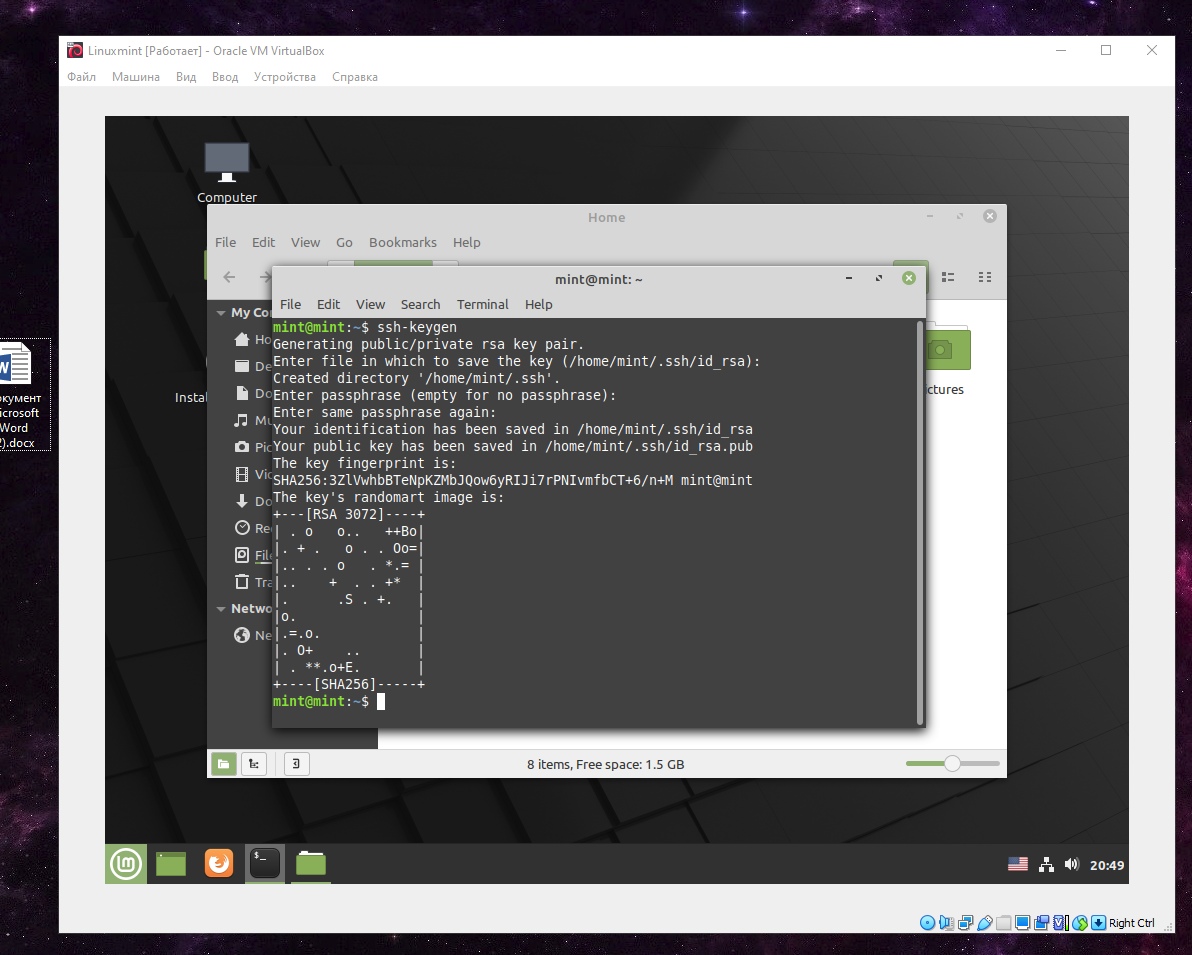 Linuxmint [Работает] - Oracle VM VirtualBox
Файл Машина Вид Ввод Устройства Справка
Computer
Home
File Edit View Go Bookmarks Help
mint@mint: ~
File Edit View Search Terminal Help
mint@mint:~$ ssh-keygen
Generating public/private rsa key pair.
Enter file in which to save the key (/home/mint/.ssh/id_rsa):
Created directory '/home/mint/.ssh'.
Enter passphrase (empty for no passphrase):
Enter same passphrase again:
Your identification has been saved in /home/mint/.ssh/id_rsa
Your public key has been saved in /home/mint/.ssh/id_rsa.pub
The key fingerprint is:
SHA256:3ZlVwhbBTeNpKZMbJQow6yRIJi7rPNIvmfbCT+6/n+M mint@mint
The key's randomart image is:
+---[RSA 3072]----+
| . o   o..   ++Bo|
|. + .   o . . Oo=|
|.. . . o   . *.= |
|..    +  . . +*  |
|.      .S . +.   |
|o.               |
|.=.o.            |
|. O+    ..       |
| . **.o+E.       |
+----[SHA256]-----+
mint@mint:~$
My Co
Ho
De
Do
Mu
Pic
Vic
Do
Re
File
Tra
Netwo
Ne
Instal
ctures
окумент
icrosoft
Word
2).docx
8 items, Free space: 1.5 GB
20:49
Right Ctrl